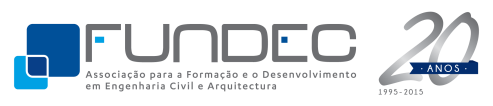 FUNDEC
Associação para a Formação e o Desenvolvimento
em Engenharia Civil e Arquitectura
20
· ANOS ·
1995-2015